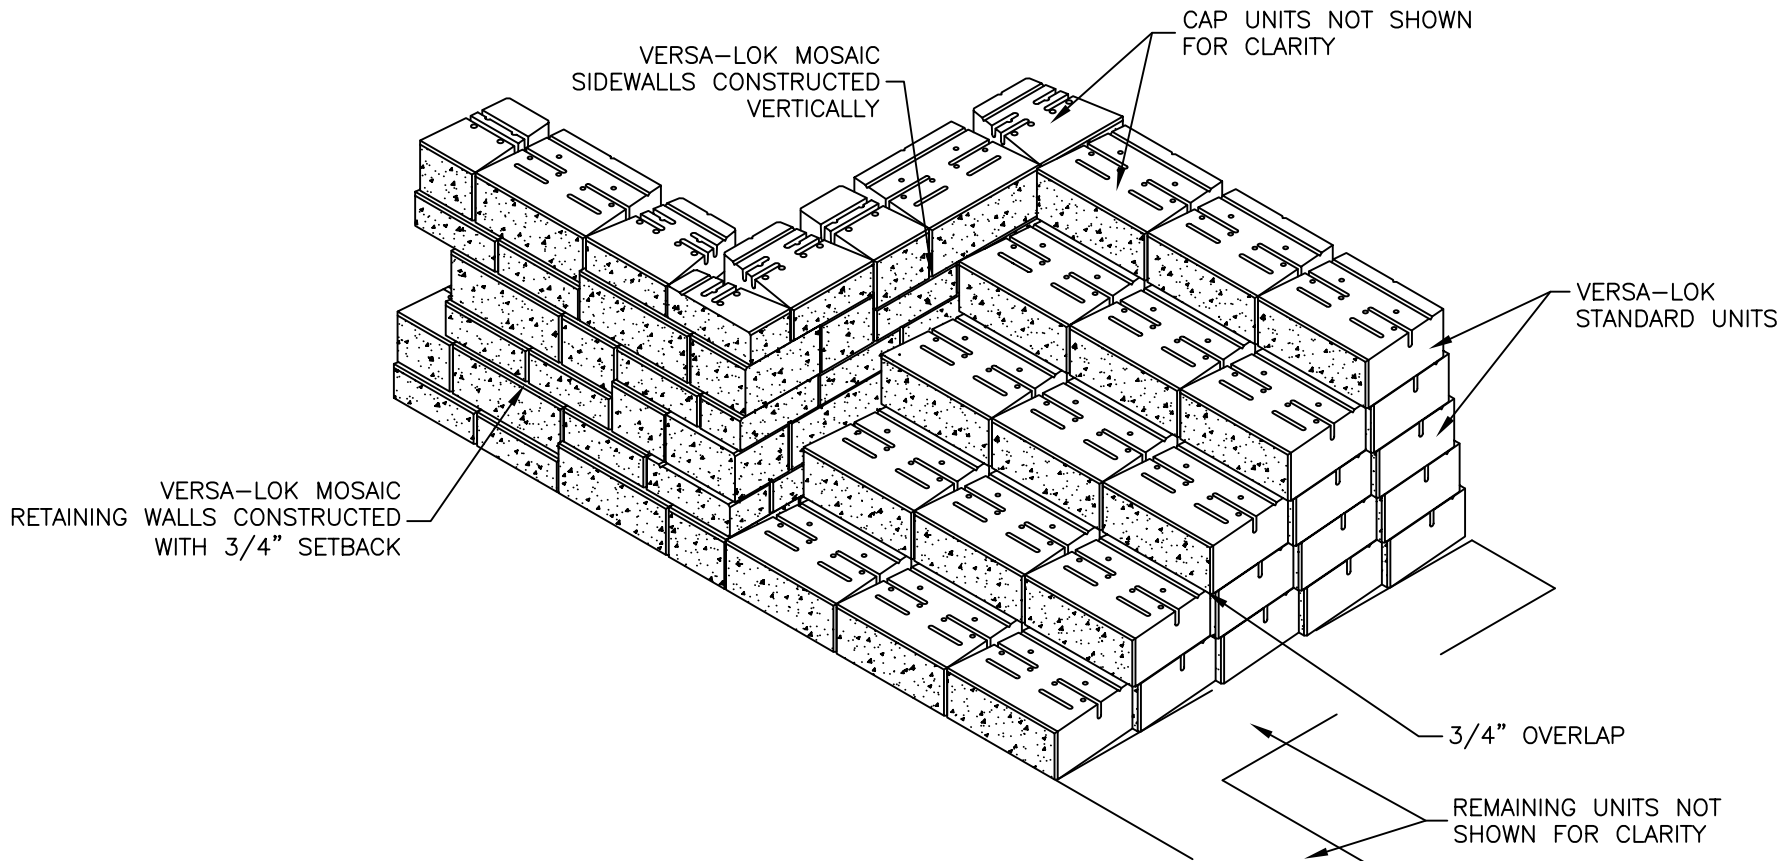 CAP UNITS NOT SHOWN
FOR CLARITY
VERSA-LOK MOSAIC
SIDEWALLS CONSTRUCTED
VERTICALLY
VERSA-LOK
STANDARD UNITS
VERSA-LOK MOSAIC
RETAINING WALLS CONSTRUCTED
WITH 3/4" SETBACK
3/4" OVERLAP
REMAINING UNITS NOT
SHOWN FOR CLARITY